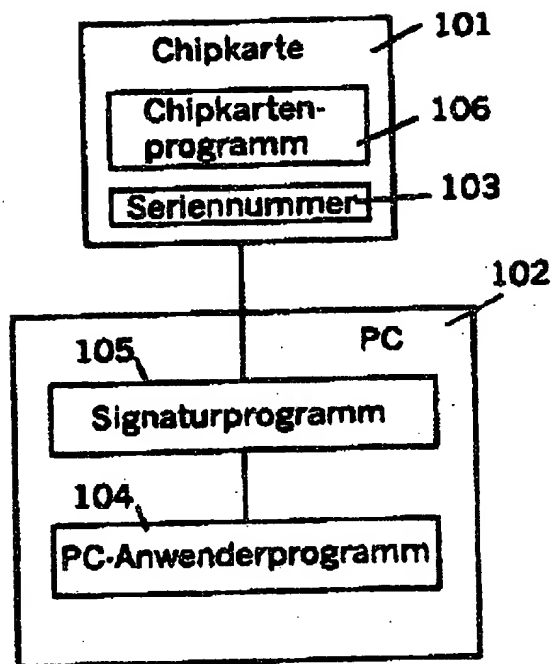 Chipkarte
101
Chipkarten-
programm
106
Seriennummer
103
102
PC
105
Signaturprogramm
104
PC-Anwenderprogramm